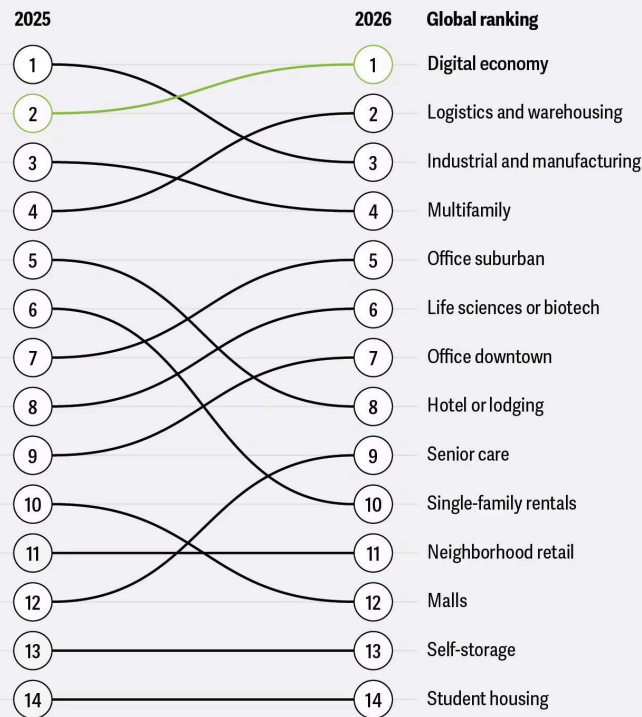 2025 2026 Global ranking
1 1 Digital economy
2 2 Logistics and warehousing
3 3 Industrial and manufacturing
4 4 Multifamily
5 5 Office suburban
6 6 Life sciences or biotech
7 7 Office downtown
8 8 Hotel or lodging
9 9 Senior care
10 10 Single-family rentals
11 11 Neighborhood retail
12 12 Malls
13 13 Self-storage
14 14 Student housing